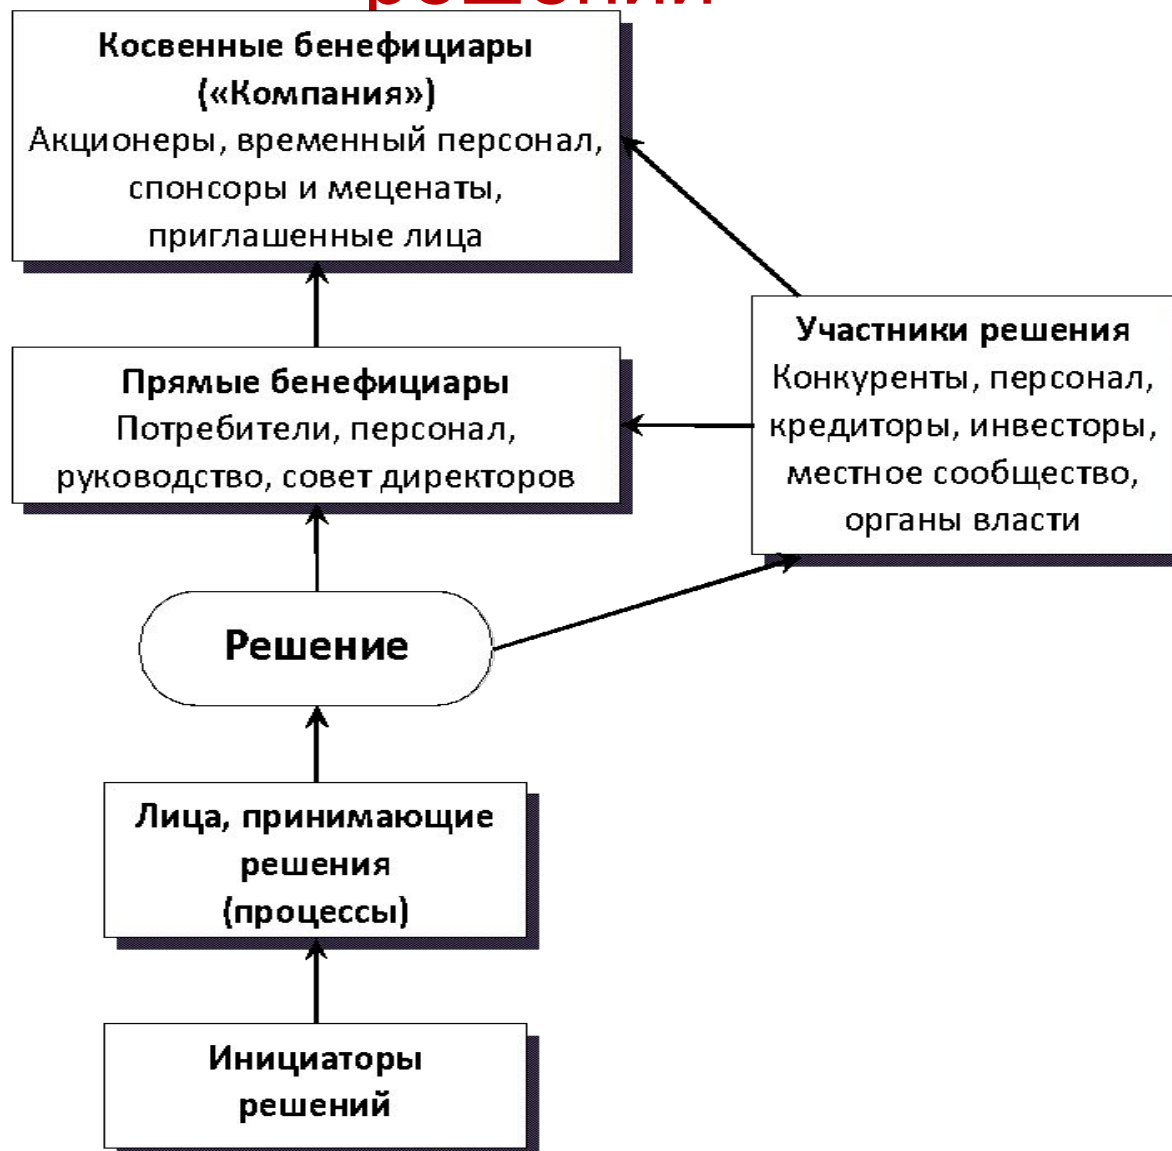 Косвенные бенефициары
(«Компания»)
Акционеры, временный персонал,
спонсоры и меценаты,
приглашенные лица
Участники решения
Конкуренты, персонал,
кредиторы, инвесторы,
местное сообщество,
органы власти
Прямые бенефициары
Потребители, персонал,
руководство, совет директоров
Решение
Лица, принимающие
решения
(процессы)
Инициаторы
решений